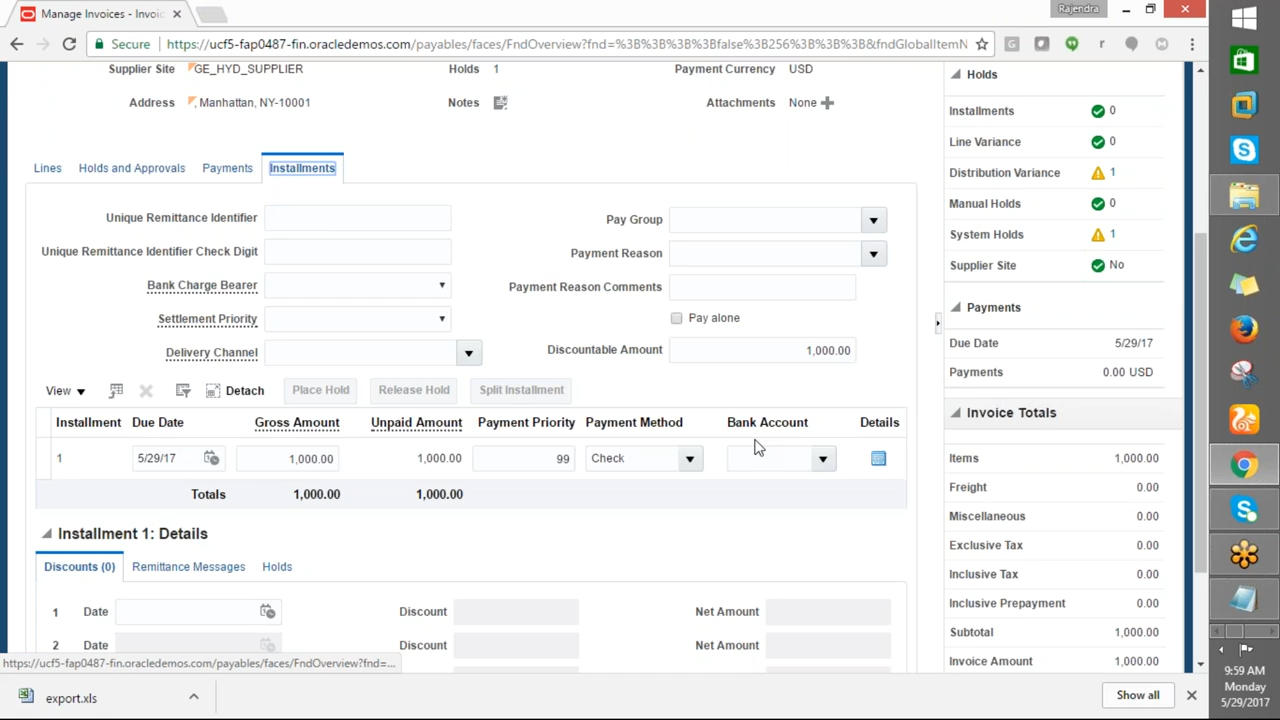 Manage Invoices - Invoic
Rajendra
Secure
https://ucf5-fap0487-fin.oracledemos.com/payables/faces/FndOverview?fnd=%3B%3B%3B%3Bfalse%3B256%3B%3B%3B&fndGlobalItemN
Supplier Site GE_HYD_SUPPLIER Holds 1 Payment Currency USD
Address Manhattan, NY-10001 Notes Attachments None
Lines Holds and Approvals Payments Installments
Unique Remittance Identifier Pay Group
Unique Remittance Identifier Check Digit Payment Reason
Bank Charge Bearer Payment Reason Comments
Settlement Priority Pay alone
Delivery Channel Discountable Amount 1,000.00
View Detach Place Hold Release Hold Split Installment
Installment Due Date Gross Amount Unpaid Amount Payment Priority Payment Method Bank Account Details
1 5/29/17 1,000.00 1,000.00 99 Check
Totals 1,000.00 1,000.00
Installment 1: Details
Discounts (0) Remittance Messages Holds
1 Date Discount Net Amount
2 Date Discount Net Amount
Holds
Installments 0
Line Variance 0
Distribution Variance 1
Manual Holds 0
System Holds 1
Supplier Site No
Payments
Due Date 5/29/17
Payments 0.00 USD
Invoice Totals
Items 1,000.00
Freight 0.00
Miscellaneous 0.00
Exclusive Tax 0.00
Inclusive Tax 0.00
Inclusive Prepayment 0.00
Subtotal 1,000.00
Invoice Amount 1,000.00
https://ucf5-fap0487-fin.oracledemos.com/payables/faces/FndOverview?fnd=...
export.xls
Show all
9:59 AM
Monday
5/29/2017